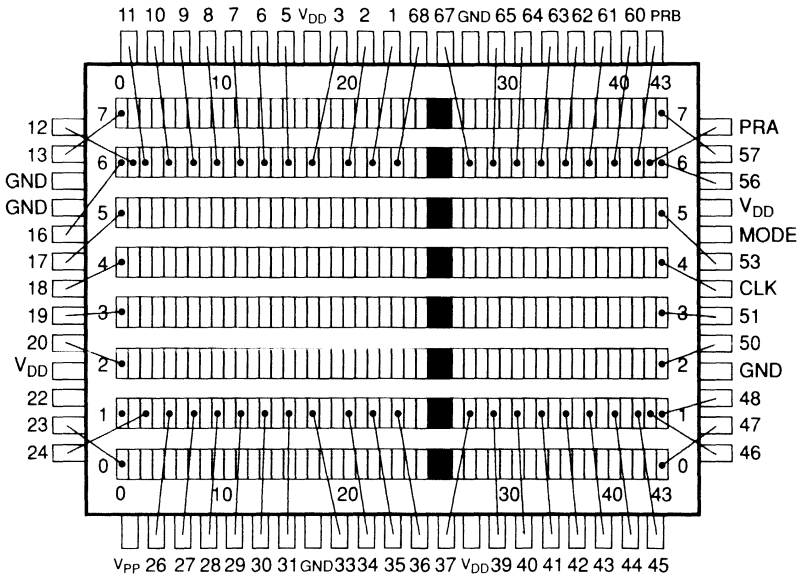 11 10 9 8 7 6 5 VDD 3 2 1 68 67 GND 65 64 63 62 61 60 PRB
0 10 20 30 40 43
7 7
12 PRA
13 57
6 6
GND 56
GND VDD
5 5
16 MODE
17 53
4 4
18 CLK
19 3 3 51
20 50
2 2
VDD GND
22 48
1 1
23 47
24 46
0 0
0 10 20 30 40 43
VPP 26 27 28 29 30 31 GND 33 34 35 36 37 VDD 39 40 41 42 43 44 45